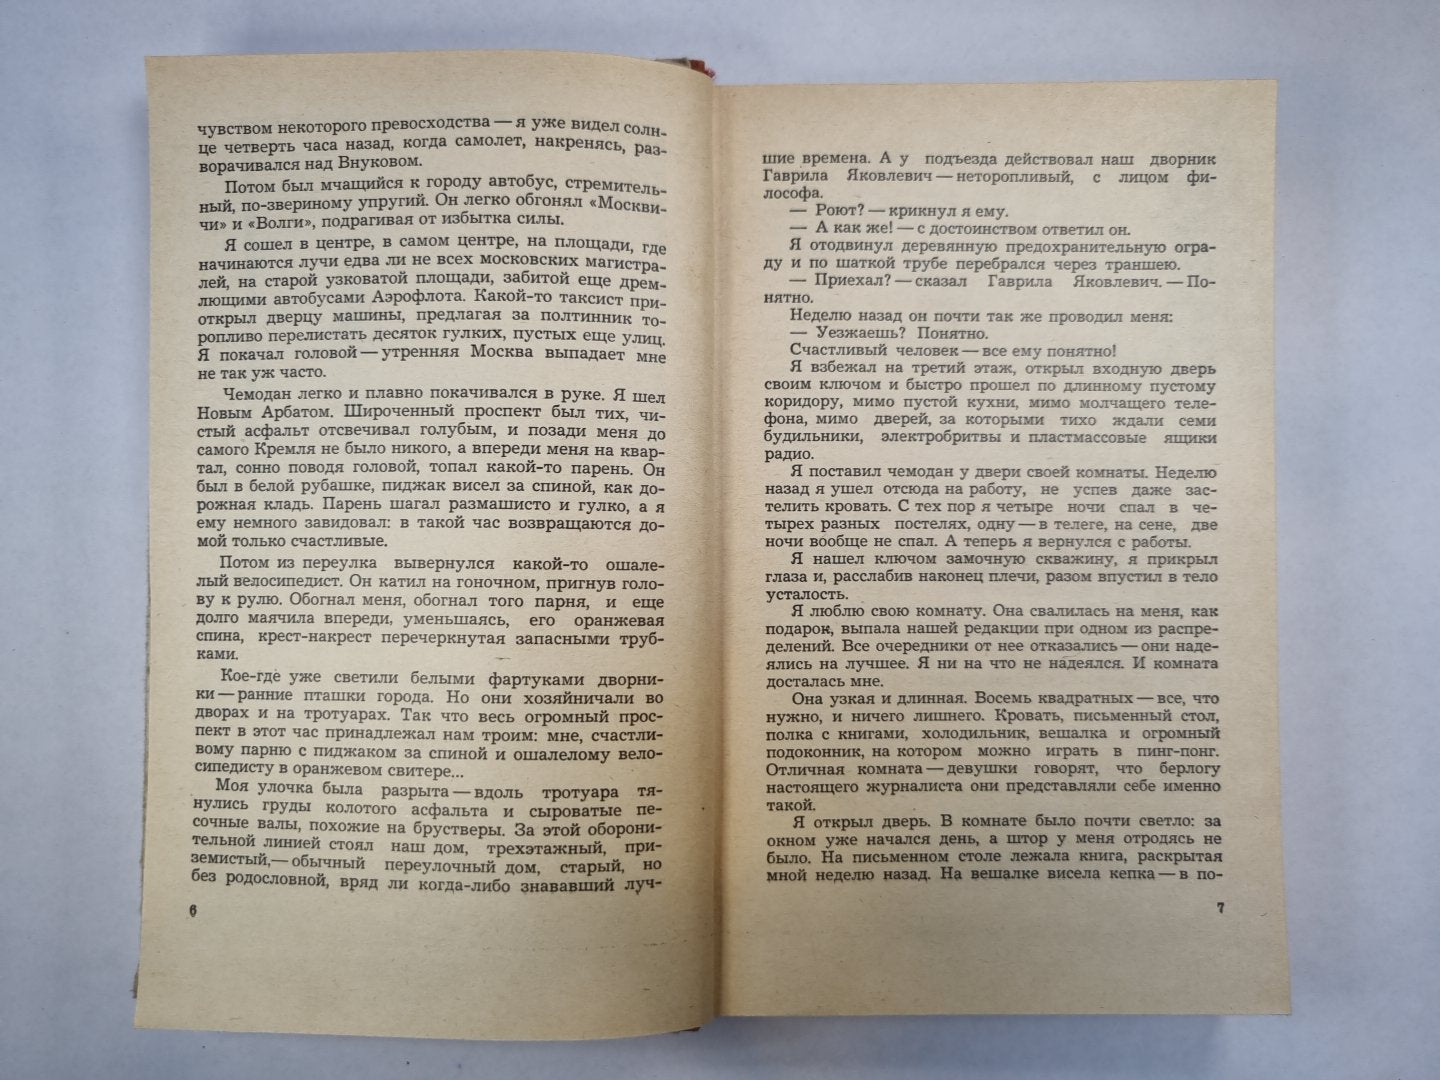 чувством некоторого превосходства — я уже видел солн-
це четверть часа назад, когда самолет, накренясь, раз-
ворачивался над Внуковом.
Потом был мчащийся к городу автобус, стремитель-
ный, по-звериному упругий. Он легко обгонял «Москви-
чи» и «Волги», подрагивая от избытка силы.
Я сошел в центре, в самом центре, на площади, где
начинаются лучи едва ли не всех московских магистра-
лей, на старой узковатой площади, забитой еще дрем-
лющими автобусами Аэрофлота. Какой-то таксист при-
открыл дверцу машины, предлагая за полтинник то-
ропливо перелистать десяток гулких, пустых еще улиц.
Я покачал головой — утренняя Москва выпадает мне
не так уж часто.
Чемодан легко и плавно покачивался в руке. Я шел
Новым Арбатом. Широченный проспект был тих, чи-
стый асфальт отсвечивал голубым, и позади меня до
самого Кремля не было никого, а впереди меня на квар-
тал, сонно поводя головой, топал какой-то парень. Он
был в белой рубашке, пиджак висел за спиной, как до-
рожная кладь. Парень шагал размашисто и гулко, а я
ему немного завидовал: в такой час возвращаются до-
мой только счастливые.
Потом из переулка вывернулся какой-то ошале-
лый велосипедист. Он катил на гоночном, пригнув голо-
ву к рулю. Обогнал меня, обогнал того парня, и еще
долго маячила впереди, уменьшаясь, его оранжевая
спина, крест-накрест перечеркнутая запасными труб-
ками.
Кое-где уже светили белыми фартуками дворни-
ки — ранние пташки города. Но они хозяйничали во
дворах и на тротуарах. Так что весь огромный прос-
пект в этот час принадлежал нам троим: мне, счастли-
вому парню с пиджаком за спиной и ошалелому вело-
сипедисту в оранжевом свитере...
Моя улочка была разрыта — вдоль тротуара тя-
нулись груды колотого асфальта и сыроватые пе-
сочные валы, похожие на брустверы. За этой оборони-
тельной линией стоял наш дом, трехэтажный, при-
земистый,— обычный переулочный дом, старый, но
без родословной, вряд ли когда-либо знававший луч-
6
шие времена. А у подъезда действовал наш дворник
Гаврила Яковлевич — неторопливый, с лицом фи-
лософа.
— Роют? — крикнул я ему.
— А как же! — с достоинством ответил он.
Я отодвинул деревянную предохранительную огра-
ду и по шаткой трубе перебрался через траншею.
— Приехал? — сказал Гаврила Яковлевич. — По-
нятно.
Неделю назад он почти так же проводил меня:
— Уезжаешь? Понятно.
Счастливый человек — все ему понятно!
Я взбежал на третий этаж, открыл входную дверь
своим ключом и быстро прошел по длинному пустому
коридору, мимо пустой кухни, мимо молчащего теле-
фона, мимо дверей, за которыми тихо ждали семи
будильники, электробритвы и пластмассовые ящики
радио.
Я поставил чемодан у двери своей комнаты. Неделю
назад я ушел отсюда на работу, не успев даже зас-
телить кровать. С тех пор я четыре ночи спал в че-
тырех разных постелях, одну — в телеге, на сене, две
ночи вообще не спал. А теперь я вернулся с работы.
Я нашел ключом замочную скважину, я прикрыл
глаза и, расслабив наконец плечи, разом впустил в тело
усталость.
Я люблю свою комнату. Она свалилась на меня, как
подарок, выпала нашей редакции при одном из распре-
делений. Все очередники от нее отказались — они наде-
ялись на лучшее. Я ни на что не надеялся. И комната
досталась мне.
Она узкая и длинная. Восемь квадратных — все, что
нужно, и ничего лишнего. Кровать, письменный стол,
полка с книгами, холодильник, вешалка и огромный
подоконник, на котором можно играть в пинг-понг.
Отличная комната — девушки говорят, что берлогу
настоящего журналиста они представляли себе именно
такой.
Я открыл дверь. В комнате было почти светло: за
окном уже начался день, а штор у меня отродясь не
было. На письменном столе лежала книга, раскрытая
мной неделю назад. На вешалке висела кепка — в по-
7